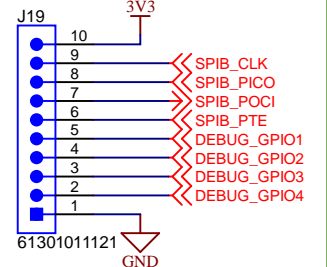 J19
3V3
10
9 SPIB_CLK
8 SPIB_PICO
7 SPIB_POCI
6 SPIB_PTE
5 DEBUG_GPIO1
4 DEBUG_GPIO2
3 DEBUG_GPIO3
2 DEBUG_GPIO4
1
61301011121
GND